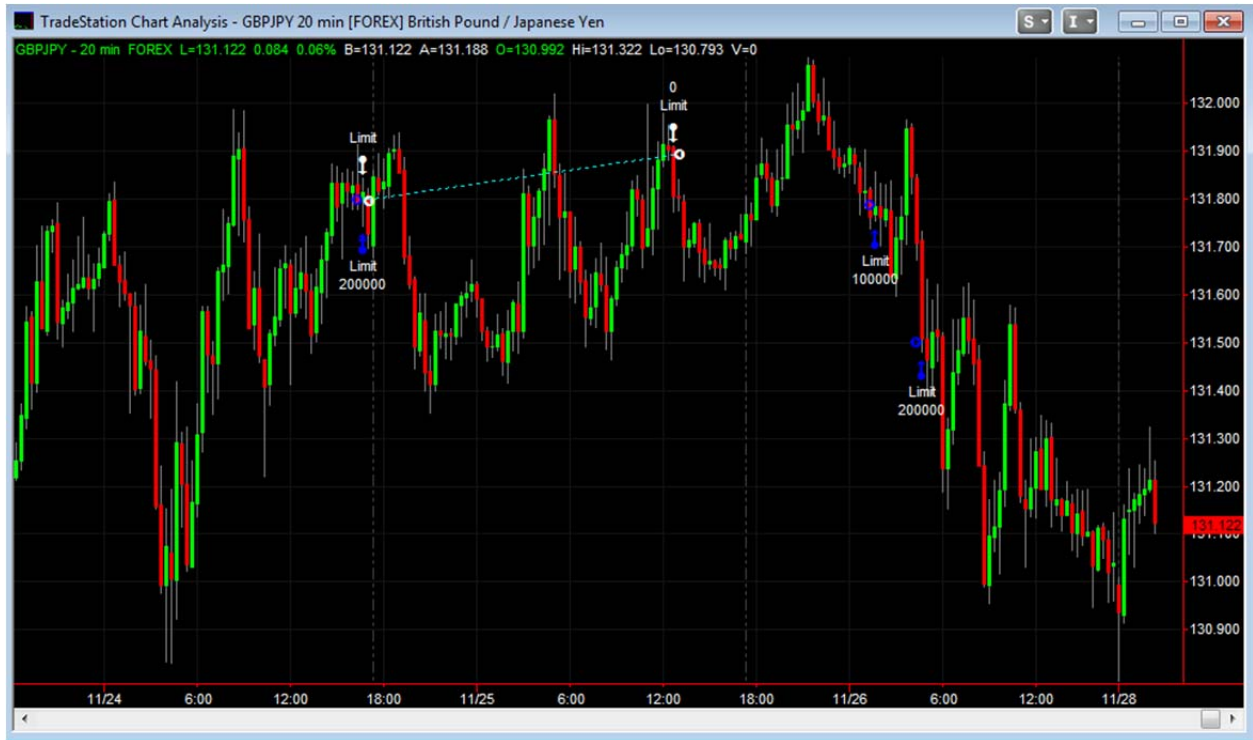 TradeStation Chart Analysis - GBPJPY 20 min [FOREX] British Pound / Japanese Yen
S
I
GBPJPY - 20 min FOREX L=131.122 0.084 0.06% B=131.122 A=131.188 O=130.992 Hi=131.322 Lo=130.793 V=0
0
Limit
Limit
Limit
200000
Limit
100000
Limit
200000
132.000
131.900
131.800
131.700
131.600
131.500
131.400
131.300
131.200
131.122
131.100
131.000
130.900
11/24 6:00 12:00 18:00 11/25 6:00 12:00 18:00 11/26 6:00 12:00 11/28